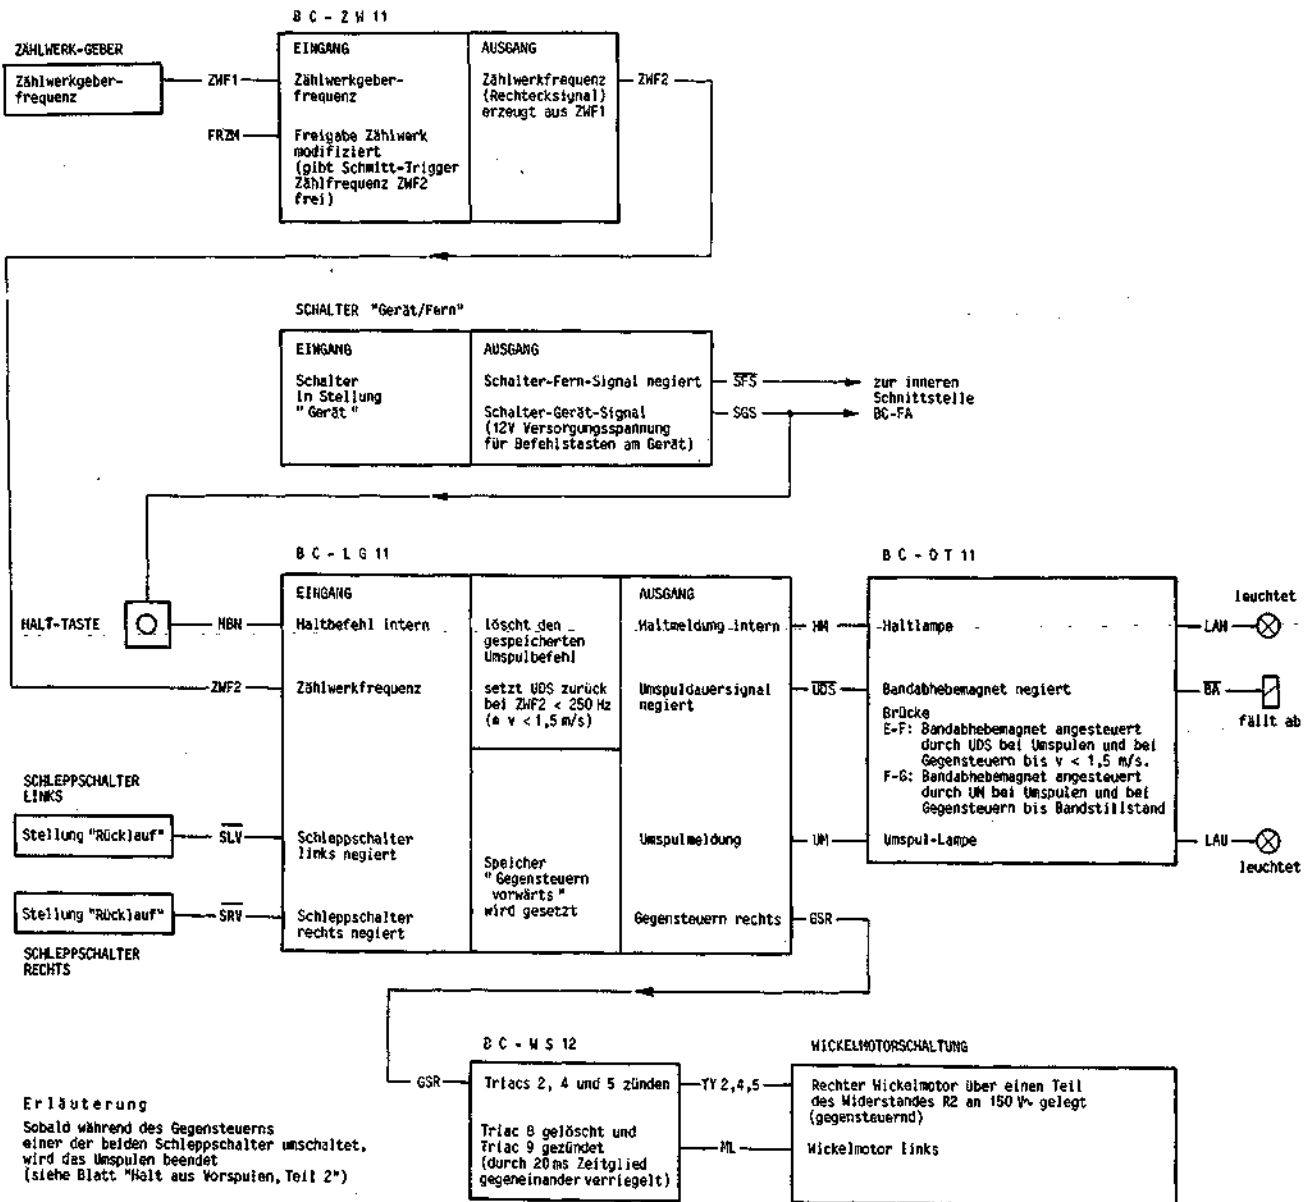 BC - ZW 11
ZÄHLWERK-GEBER
Zählwerkgeber-
frequenz
ZWF1
FRZM
EINGANG
Zählwerkgeber-
frequenz
Freigabe Zählwerk
modifiziert
(gibt Schmitt-Trigger
Zählfrequenz ZWF2
frei)
AUSGANG
Zählwerkfrequenz
(Rechtecksignal)
erzeugt aus ZWF1
ZWF2
SCHALTER "Gerät/Fern"
EINGANG
Schalter
in Stellung
"Gerät"
AUSGANG
Schalter-Fern-Signal negiert
Schalter-Gerät-Signal
(12V Versorgungsspannung
für Befehlstasten am Gerät)
SFS
SGS
zur inneren
Schnittstelle
BC-FA
BC - LG 11
HALT-TASTE
HBN
ZWF2
EINGANG
Haltbefehl intern
Zählwerkfrequenz
löscht den
gespeicherten
Umspulbefehl
setzt UDS zurück
bei ZWF2 < 250 Hz
(≙ v < 1,5 m/s)
AUSGANG
Haltmeldung intern
Umspuldauersignal
negiert
HM
UDS
BC - DT 11
Haltlampe
Bandabhebemagnet negiert
Brücke
E-F: Bandabhebemagnet angesteuert
durch UDS bei Umspulen und bei
Gegensteuern bis v < 1,5 m/s.
F-G: Bandabhebemagnet angesteuert
durch UM bei Umspulen und bei
Gegensteuern bis Bandstillstand
Umspul-Lampe
leuchtet
LAH
BA
fällt ab
LAU
leuchtet
SCHLEPPSCHALTER
LINKS
Stellung "Rücklauf"
SLV
Schleppschalter
links negiert
Stellung "Rücklauf"
SRV
Schleppschalter
rechts negiert
SCHLEPPSCHALTER
RECHTS
Speicher
"Gegensteuern
vorwärts"
wird gesetzt
Umspulmeldung
UM
Gegensteuern rechts
GSR
BC - WS 12
GSR
Triacs 2, 4 und 5 zünden
TY 2,4,5
Triac 8 gelöscht und
Triac 9 gezündet
(durch 20 ms Zeitglied
gegeneinander verriegelt)
ML
WICKELMOTORSCHALTUNG
Rechter Wickelmotor über einen Teil
des Widerstandes R2 an 150 V~ gelegt
(gegensteuernd)
Wickelmotor links
Erläuterung
Sobald während des Gegensteuerns
einer der beiden Schleppschalter umschaltet,
wird das Umspulen beendet
(siehe Blatt "Halt aus Vorspulen, Teil 2")